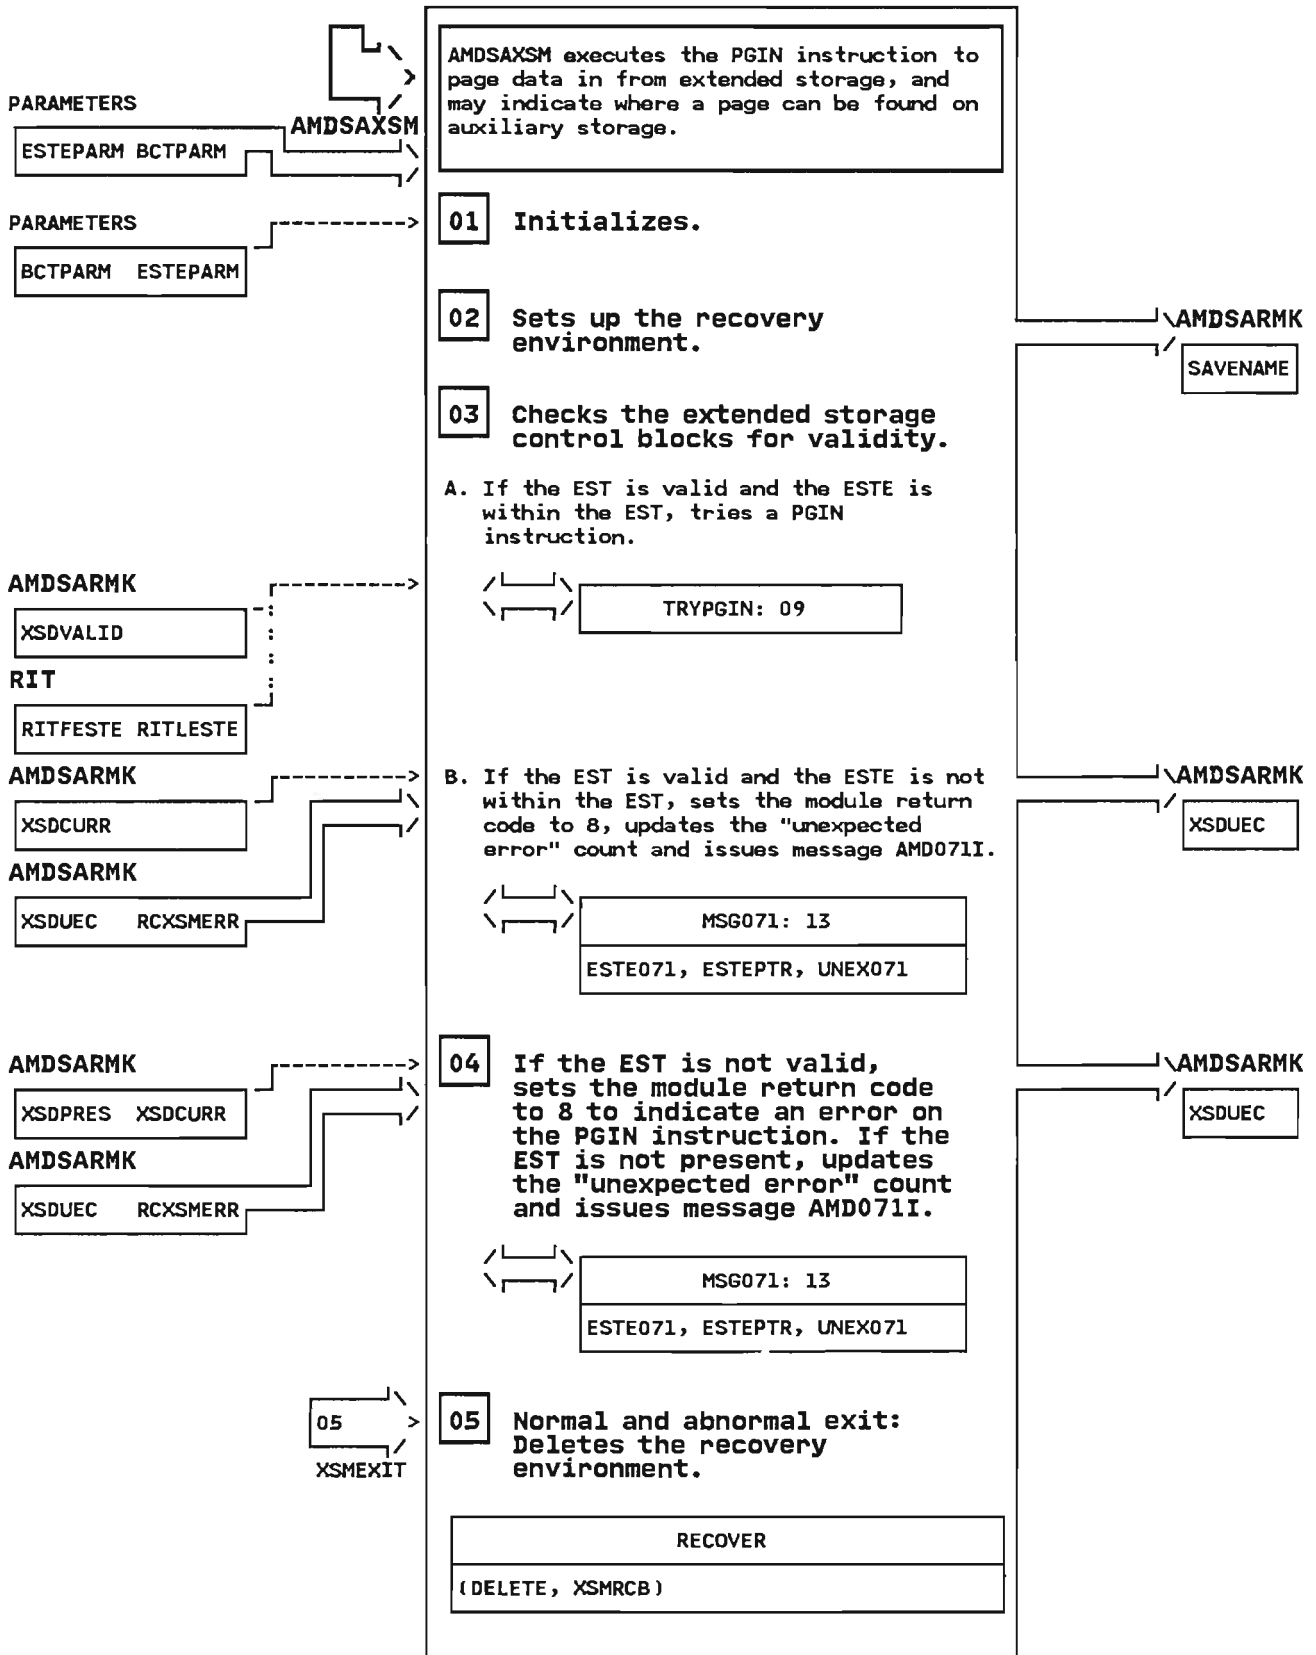 AMDSAXSM executes the PGIN instruction to
page data in from extended storage, and
may indicate where a page can be found on
auxiliary storage.
PARAMETERS
AMDSAXSM
ESTEPARM BCTPARM
PARAMETERS
BCTPARM ESTEPARM
01 Initializes.
02 Sets up the recovery
environment.
AMDSARMK
SAVENAME
03 Checks the extended storage
control blocks for validity.
A. If the EST is valid and the ESTE is
within the EST, tries a PGIN
instruction.
AMDSARMK
XSDVALID
RIT
RITFESTE RITLESTE
TRYPGIN: 09
AMDSARMK
XSDCURR
AMDSARMK
XSDUEC RCXSMERR
B. If the EST is valid and the ESTE is not
within the EST, sets the module return
code to 8, updates the "unexpected
error" count and issues message AMD071I.
AMDSARMK
XSDUEC
MSG071: 13
ESTE071, ESTEPTR, UNEX071
AMDSARMK
XSDPRES XSDCURR
AMDSARMK
XSDUEC RCXSMERR
04 If the EST is not valid,
sets the module return code
to 8 to indicate an error on
the PGIN instruction. If the
EST is not present, updates
the "unexpected error" count
and issues message AMD071I.
AMDSARMK
XSDUEC
MSG071: 13
ESTE071, ESTEPTR, UNEX071
05
XSMEXIT
05 Normal and abnormal exit:
Deletes the recovery
environment.
RECOVER
(DELETE, XSMRCB)